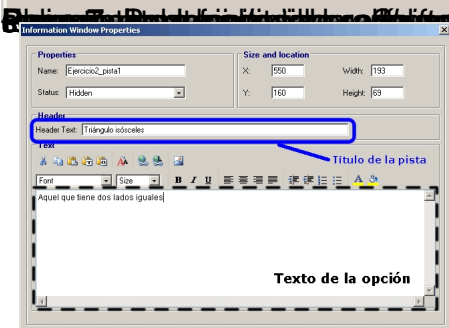 Information Window Properties
Properties
Name: Ejercicio2_pista1
Status: Hidden
Size and location
X: 550 Width: 193
Y: 160 Height: 69
Header
Header Text: Triángulo isósceles
Text
Título de la pista
Font Size B I U
Aquel que tiene dos lados iguales
Texto de la opción